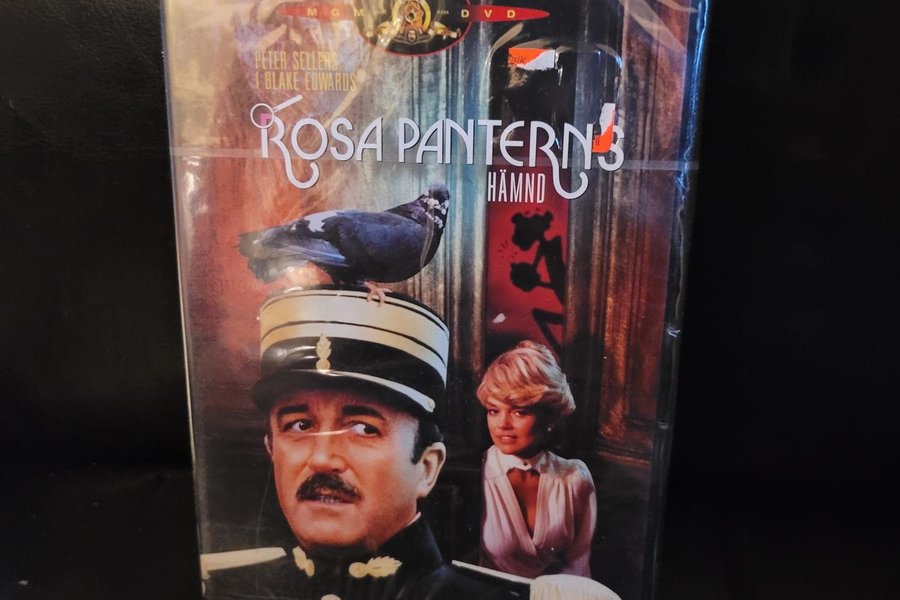 MGM DVD
PETER SELLERS
I BLAKE EDWARDS
ROSA PANTERNS
HÄMND